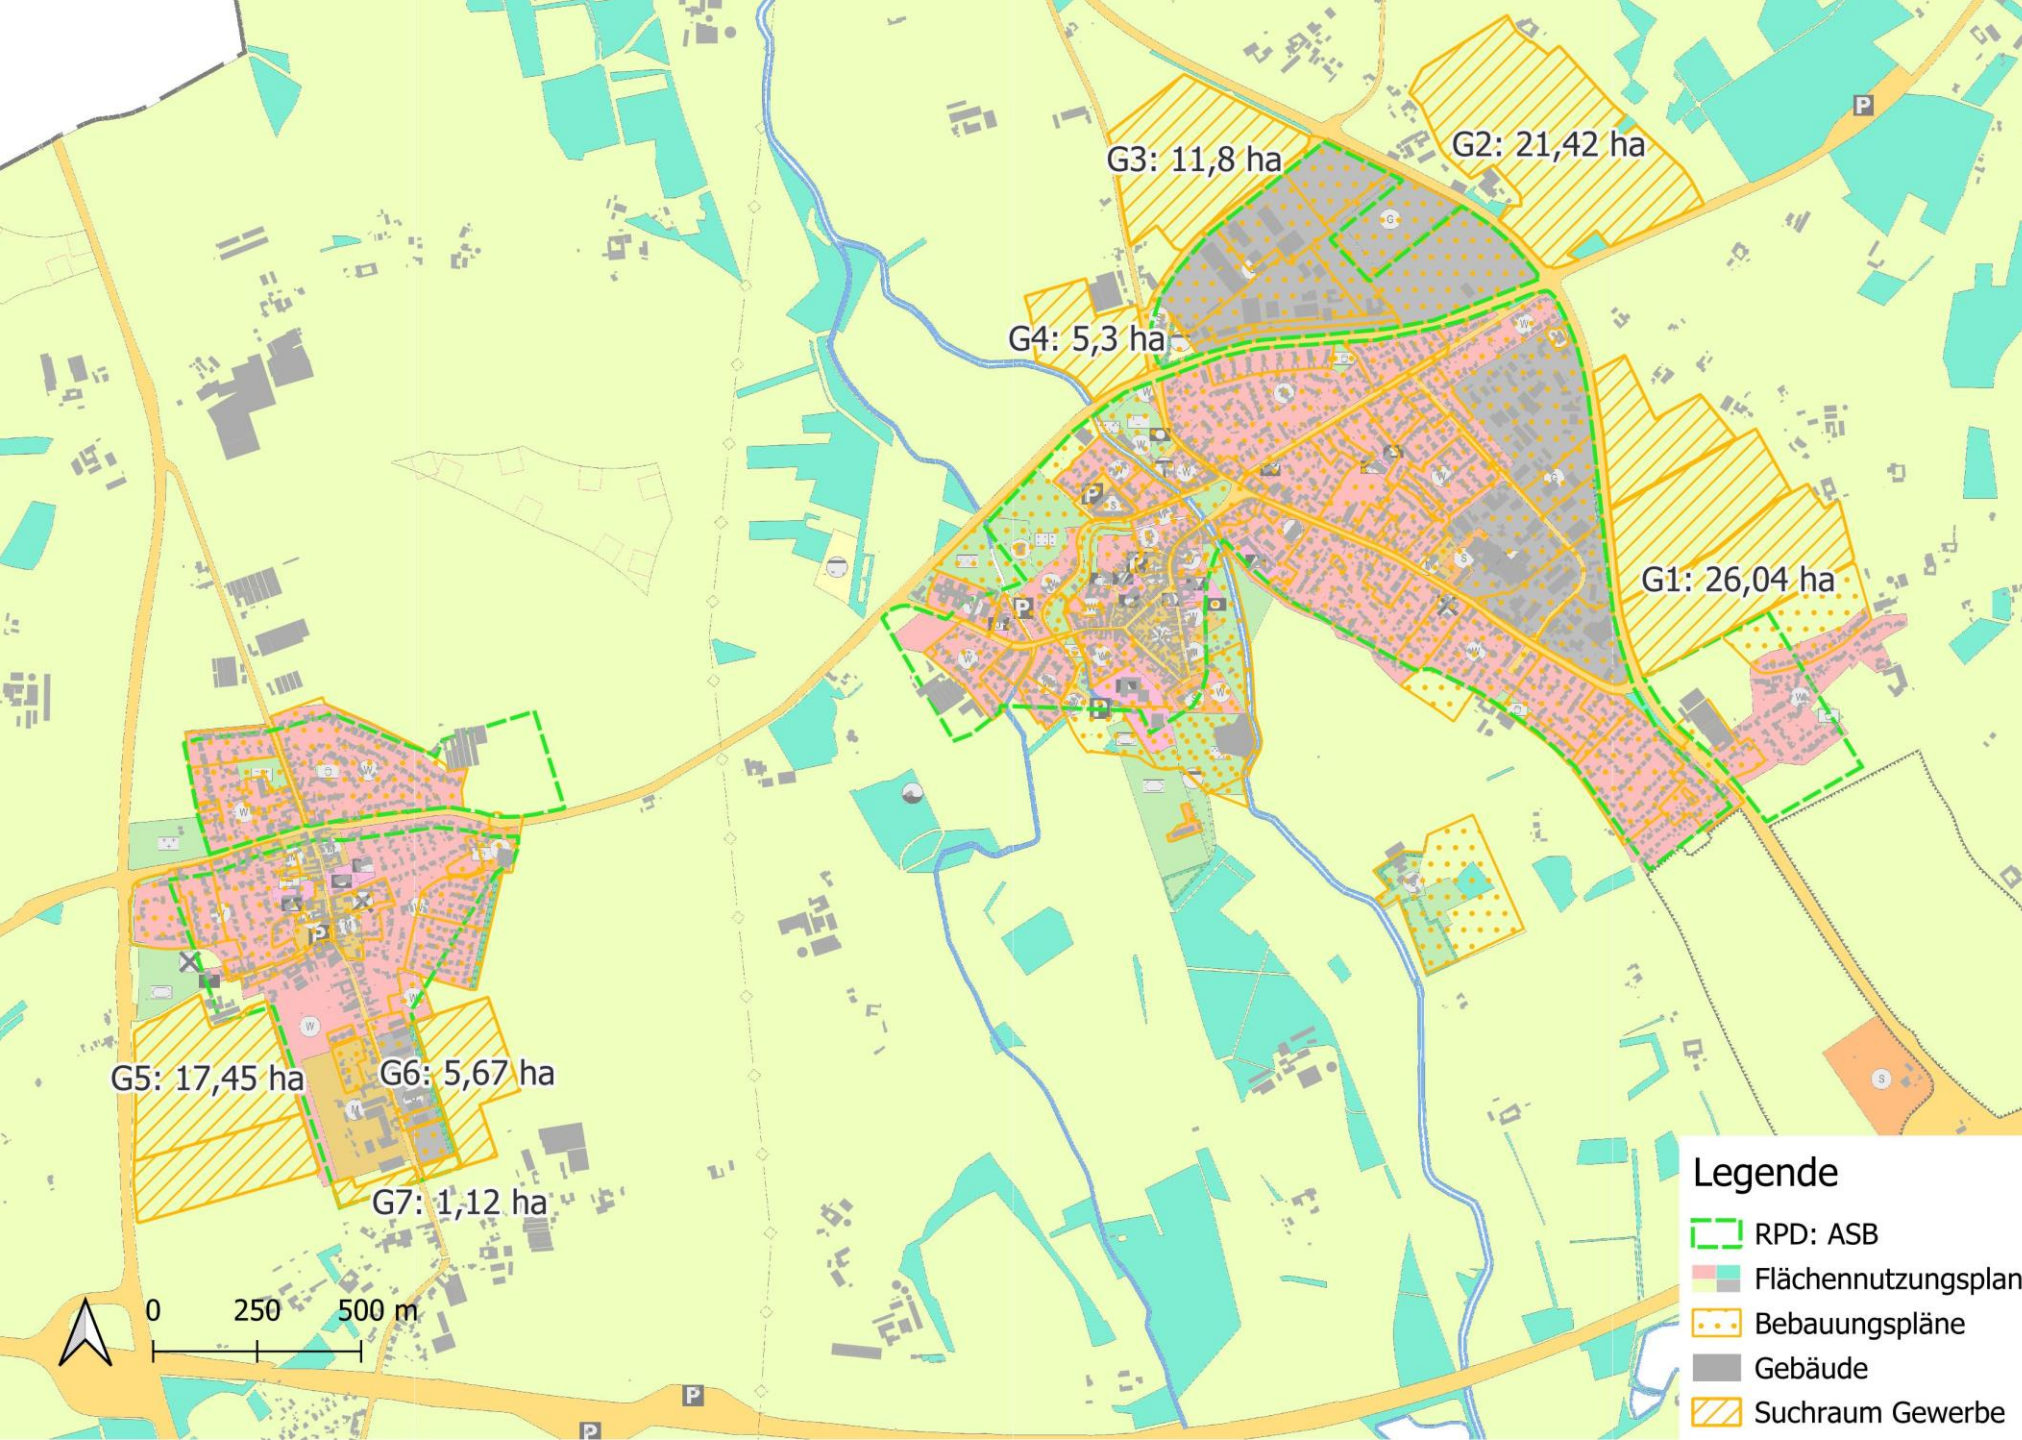 P
G2: 21,42 ha
G3: 11,8 ha
G
G4: 5,3 ha
W
W
W
W
W
W
P
S
G
S
G1: 26,04 ha
W
P
W
W
W
W
W
W
P
W
W
W
W
P
W
W
G5: 17,45 ha
G6: 5,67 ha
S
M
G7: 1,12 ha
Legende
RPD: ASB
Flächennutzungsplan
Bebauungspläne
Gebäude
Suchraum Gewerbe
0 250 500 m
P
P